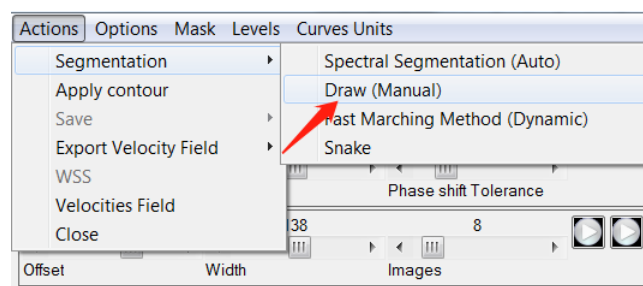 Actions Options Mask Levels Curves Units
Segmentation
Spectral Segmentation (Auto)
Apply contour
Draw (Manual)
Save
Fast Marching Method (Dynamic)
Export Velocity Field
Snake
WSS
Phase shift Tolerance
Velocities Field
Close
138 8
Offset Width Images